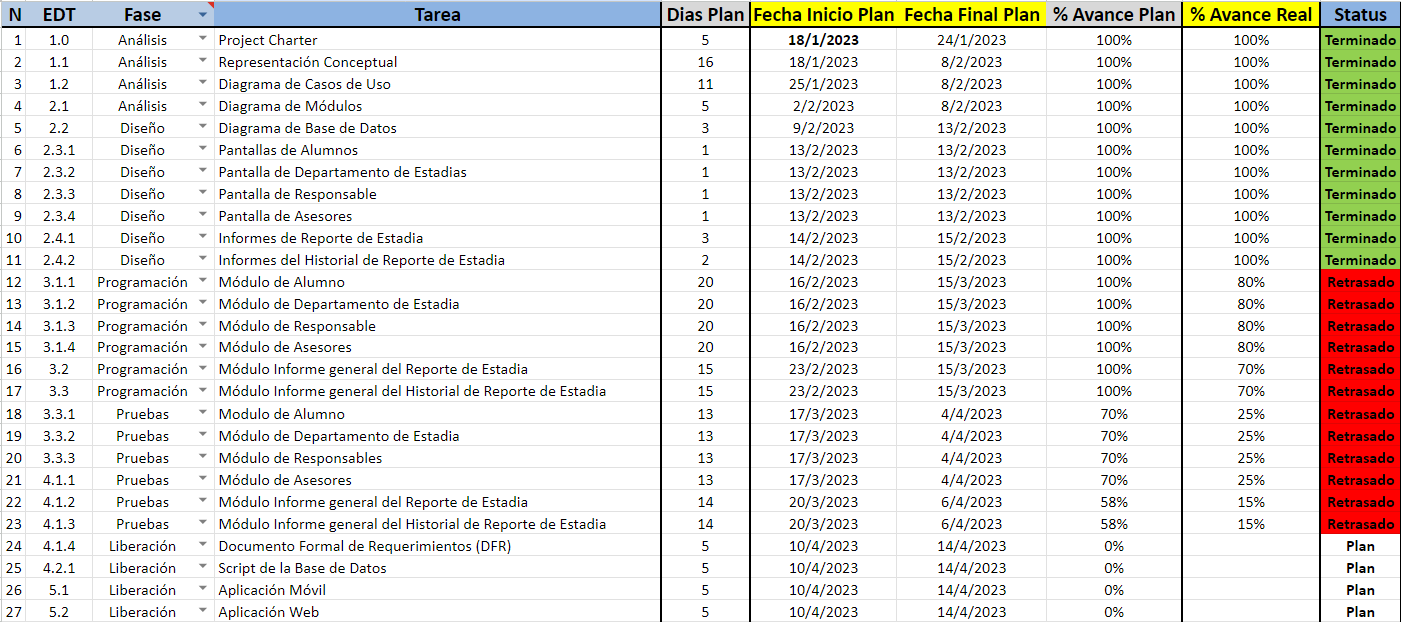 N EDT Fase Tarea Dias Plan Fecha Inicio Plan Fecha Final Plan % Avance Plan % Avance Real Status
1 1.0 Análisis Project Charter 5 18/1/2023 24/1/2023 100% 100% Terminado
2 1.1 Análisis Representación Conceptual 16 18/1/2023 8/2/2023 100% 100% Terminado
3 1.2 Análisis Diagrama de Casos de Uso 11 25/1/2023 8/2/2023 100% 100% Terminado
4 2.1 Análisis Diagrama de Módulos 5 2/2/2023 8/2/2023 100% 100% Terminado
5 2.2 Diseño Diagrama de Base de Datos 3 9/2/2023 13/2/2023 100% 100% Terminado
6 2.3.1 Diseño Pantallas de Alumnos 1 13/2/2023 13/2/2023 100% 100% Terminado
7 2.3.2 Diseño Pantalla de Departamento de Estadias 1 13/2/2023 13/2/2023 100% 100% Terminado
8 2.3.3 Diseño Pantalla de Responsable 1 13/2/2023 13/2/2023 100% 100% Terminado
9 2.3.4 Diseño Pantalla de Asesores 1 13/2/2023 13/2/2023 100% 100% Terminado
10 2.4.1 Diseño Informes de Reporte de Estadia 3 14/2/2023 15/2/2023 100% 100% Terminado
11 2.4.2 Diseño Informes del Historial de Reporte de Estadia 2 14/2/2023 15/2/2023 100% 100% Terminado
12 3.1.1 Programación Módulo de Alumno 20 16/2/2023 15/3/2023 100% 80% Retrasado
13 3.1.2 Programación Módulo de Departamento de Estadia 20 16/2/2023 15/3/2023 100% 80% Retrasado
14 3.1.3 Programación Módulo de Responsable 20 16/2/2023 15/3/2023 100% 80% Retrasado
15 3.1.4 Programación Módulo de Asesores 20 16/2/2023 15/3/2023 100% 80% Retrasado
16 3.2 Programación Módulo Informe general del Reporte de Estadia 15 23/2/2023 15/3/2023 100% 70% Retrasado
17 3.3 Programación Módulo Informe general del Historial de Reporte de Estadia 15 23/2/2023 15/3/2023 100% 70% Retrasado
18 3.3.1 Pruebas Modulo de Alumno 13 17/3/2023 4/4/2023 70% 25% Retrasado
19 3.3.2 Pruebas Módulo de Departamento de Estadia 13 17/3/2023 4/4/2023 70% 25% Retrasado
20 3.3.3 Pruebas Módulo de Responsables 13 17/3/2023 4/4/2023 70% 25% Retrasado
21 4.1.1 Pruebas Módulo de Asesores 13 17/3/2023 4/4/2023 70% 25% Retrasado
22 4.1.2 Pruebas Módulo Informe general del Reporte de Estadia 14 20/3/2023 6/4/2023 58% 15% Retrasado
23 4.1.3 Pruebas Módulo Informe general del Historial de Reporte de Estadia 14 20/3/2023 6/4/2023 58% 15% Retrasado
24 4.1.4 Liberación Documento Formal de Requerimientos (DFR) 5 10/4/2023 14/4/2023 0% Plan
25 4.2.1 Liberación Script de la Base de Datos 5 10/4/2023 14/4/2023 0% Plan
26 5.1 Liberación Aplicación Móvil 5 10/4/2023 14/4/2023 0% Plan
27 5.2 Liberación Aplicación Web 5 10/4/2023 14/4/2023 0% Plan